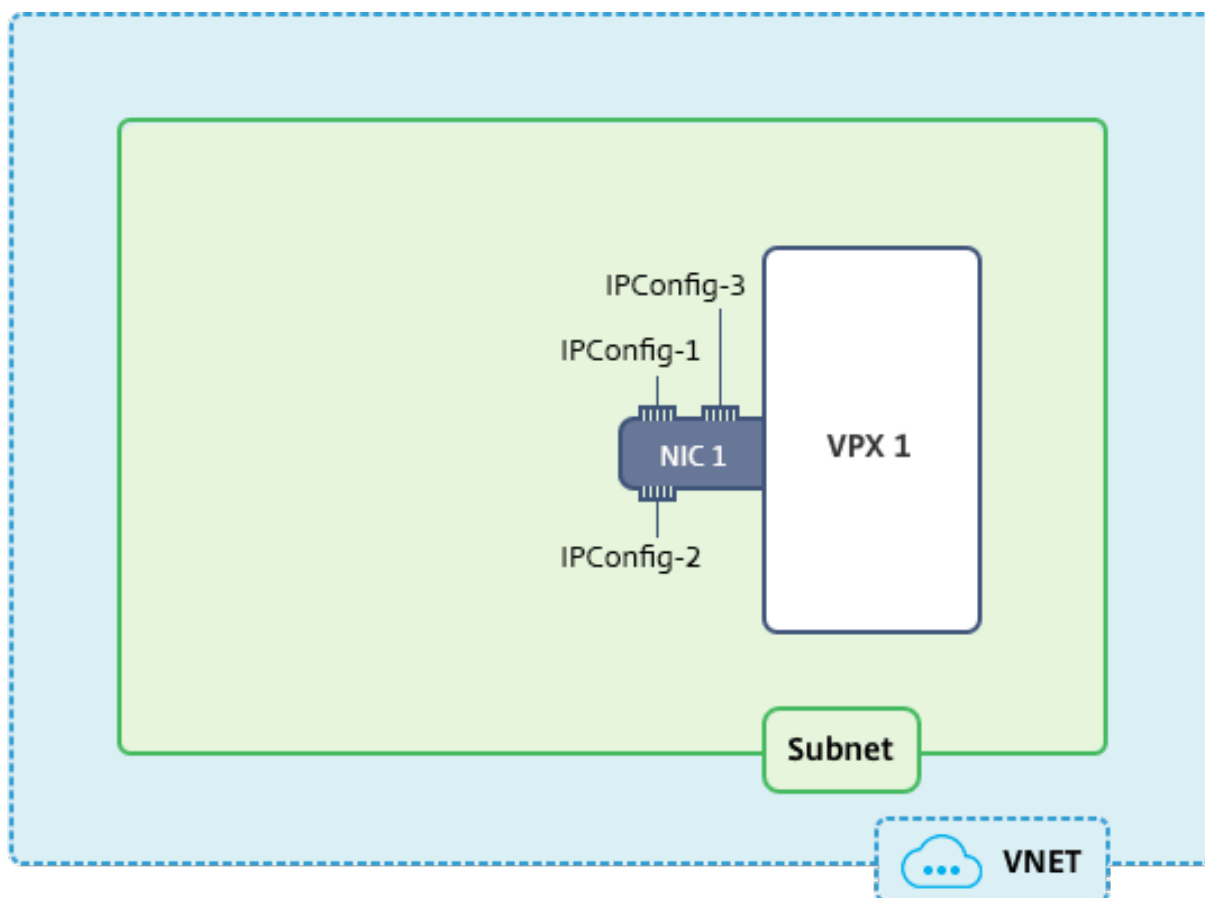 IPConfig-3
IPConfig-1
NIC 1
VPX 1
IPConfig-2
Subnet
VNET